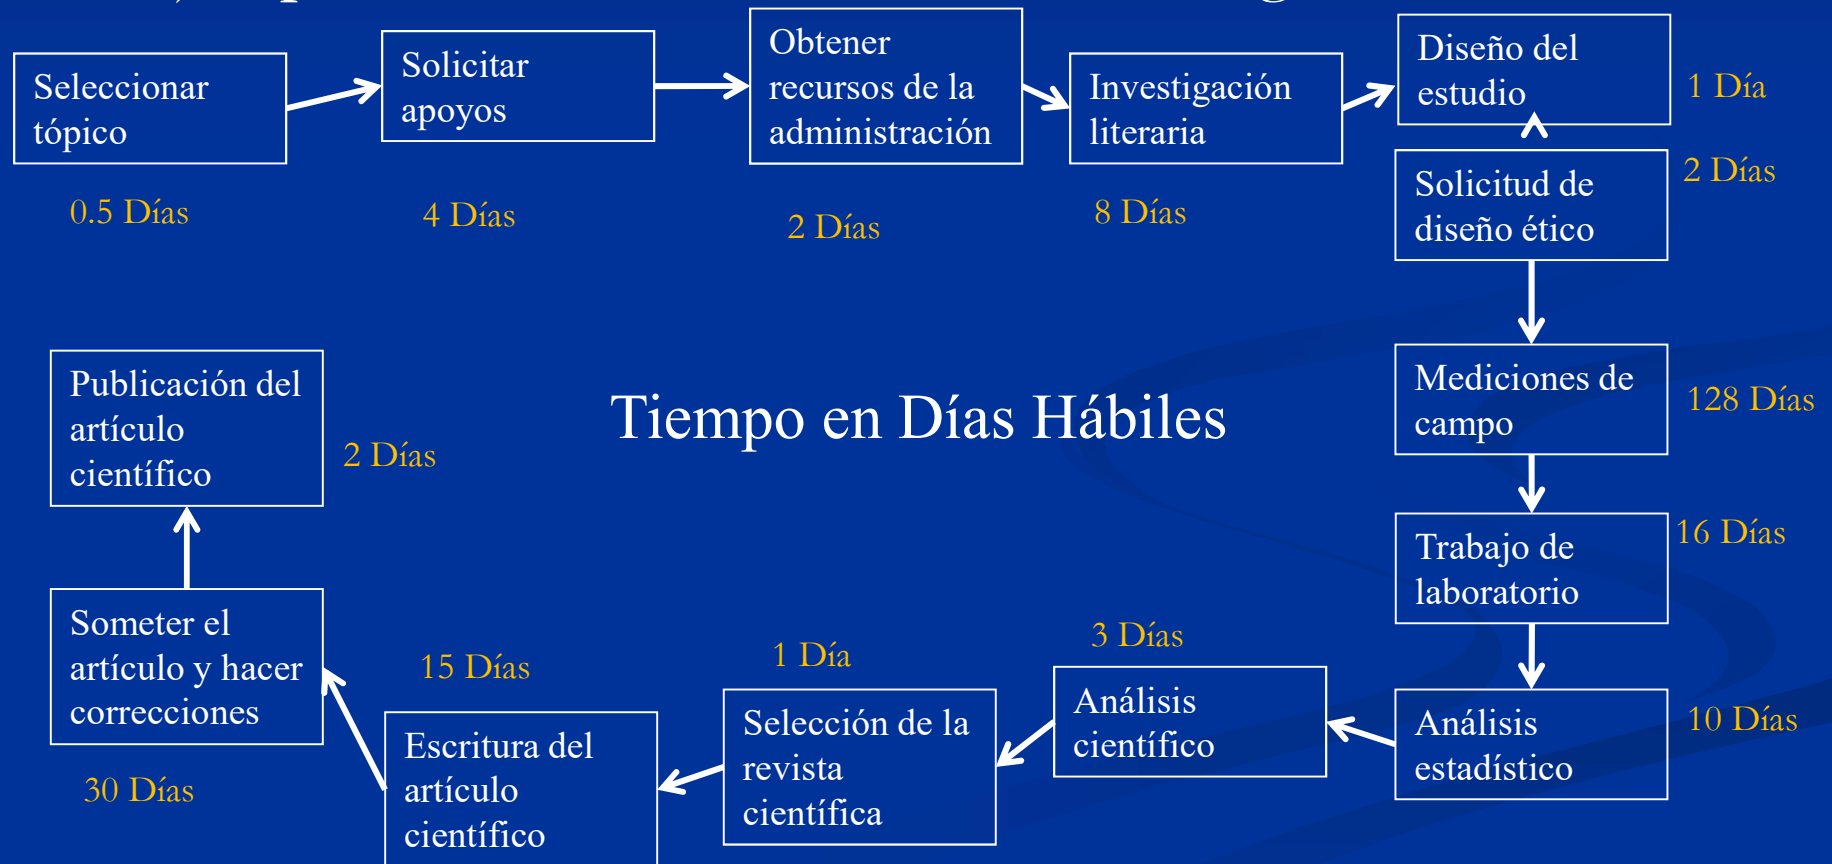 Seleccionar
tópico
0.5 Días
Solicitar
apoyos
4 Días
Obtener
recursos de la
administración
2 Días
Investigación
literaria
8 Días
Diseño del
estudio
1 Día
Solicitud de
diseño ético
2 Días
Mediciones de
campo
128 Días
Trabajo de
laboratorio
16 Días
Análisis
estadístico
10 Días
Análisis
científico
3 Días
Selección de la
revista
científica
1 Día
Escritura del
artículo
científico
15 Días
Someter el
artículo y hacer
correcciones
30 Días
Publicación del
artículo
científico
2 Días
Tiempo en Días Hábiles